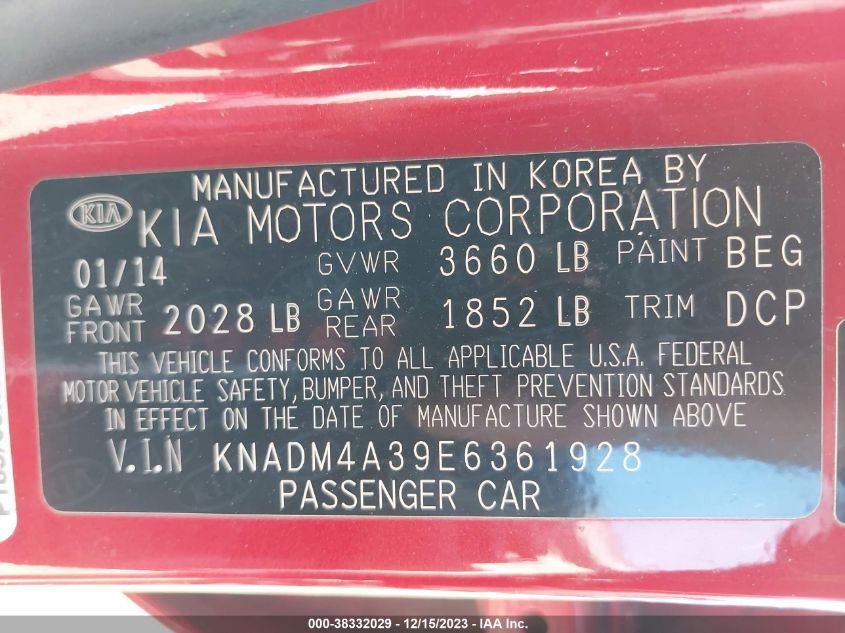 MANUFACTURED IN KOREA BY
KIA KIA MOTORS CORPORATION
01/14 GVWR 3660 LB PAINT BEG
GAWR FRONT 2028 LB GAWR REAR 1852 LB TRIM DCP
THIS VEHICLE CONFORMS TO ALL APPLICABLE U.S.A. FEDERAL
MOTOR VEHICLE SAFETY, BUMPER, AND THEFT PREVENTION STANDARDS
IN EFFECT ON THE DATE OF MANUFACTURE SHOWN ABOVE
V.I.N KNADM4A39E6361928
PASSENGER CAR
000-38332029 - 12/15/2023 - IAA Inc.